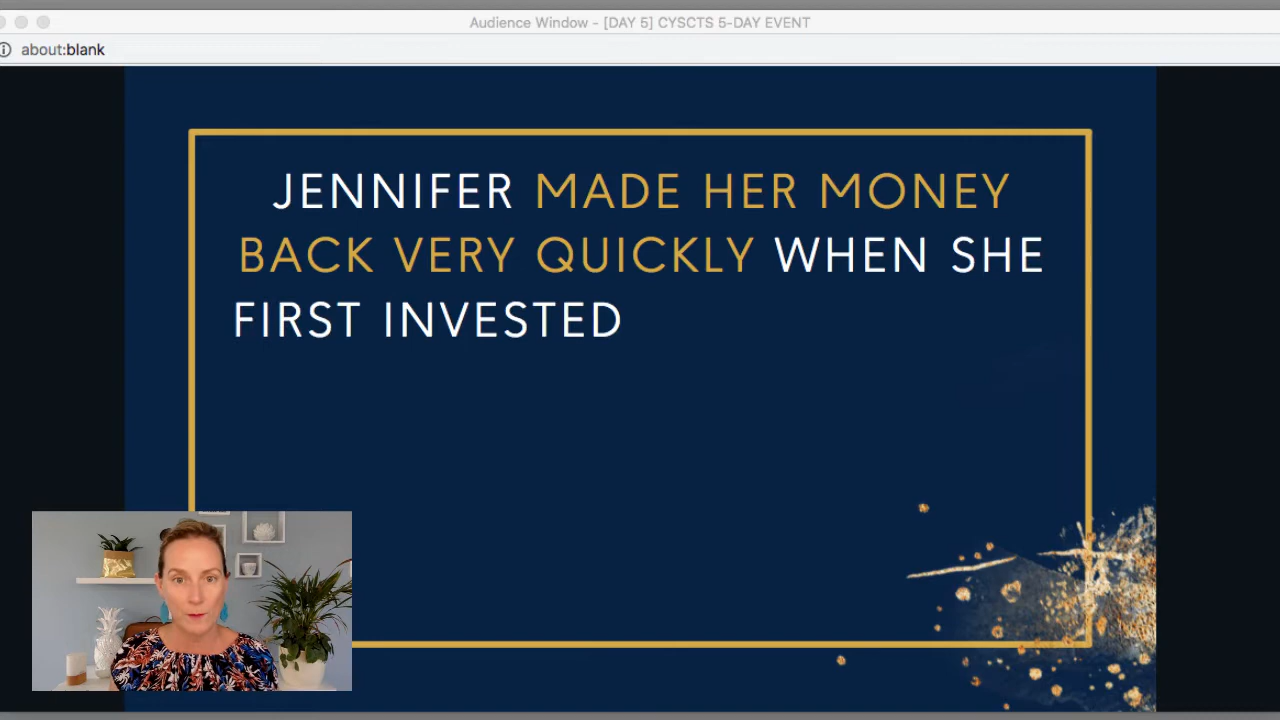 Audience Window - [DAY 5] CYSCTS 5-DAY EVENT
about:blank
JENNIFER MADE HER MONEY
BACK VERY QUICKLY WHEN SHE
FIRST INVESTED